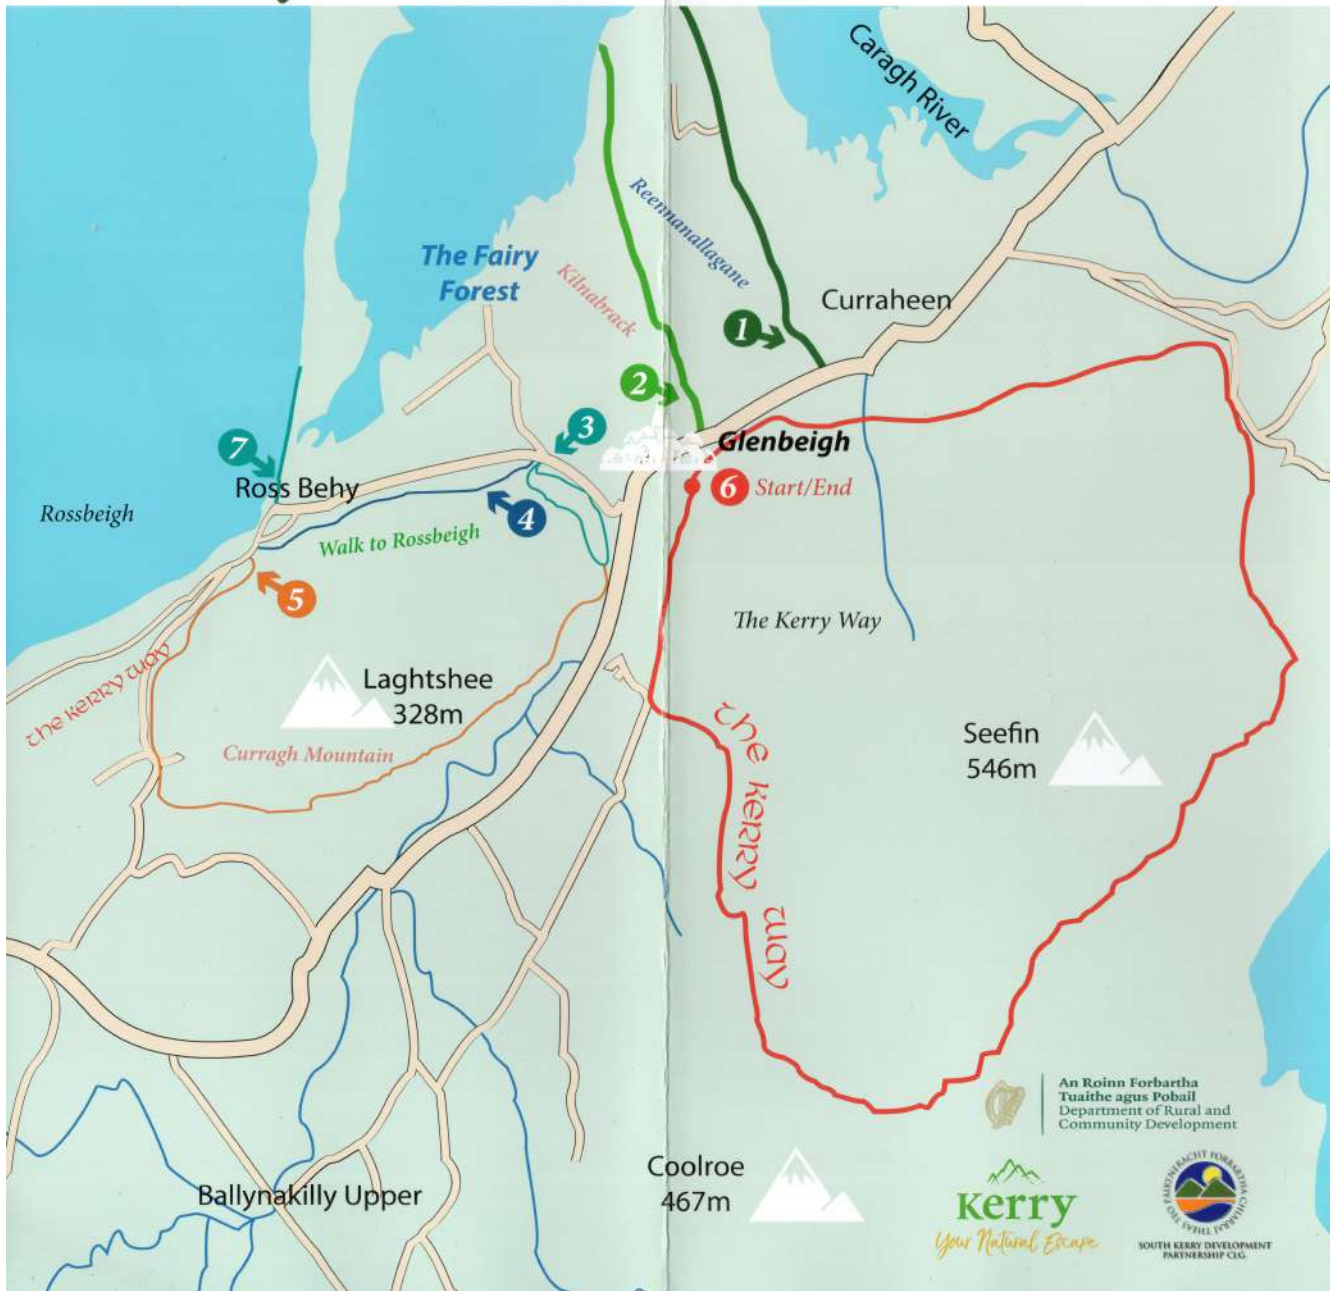 Caragh River
Reennanallagane
The Fairy
Forest
Kilnabrack
1
Curraheen
2
3
Glenbeigh
7
Ross Behy
6 Start/End
Rossbeigh
4
Walk to Rossbeigh
5
The Kerry Way
The Kerry Way
Laghtshee
328m
Curragh Mountain
The Kerry Way
Seefin
546m
An Roinn Forbartha
Tuaithe agus Pobail
Department of Rural and
Community Development
Coolroe
467m
Ballynakilly Upper
Kerry
Your Natural Escape
SOUTH KERRY DEVELOPMENT
PARTNERSHIP CLG.